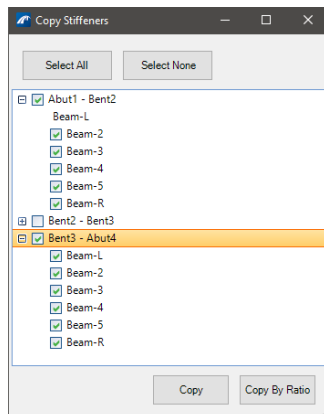 Copy Stiffeners
Select All Select None
Abut1 - Bent2
Beam-L
Beam-2
Beam-3
Beam-4
Beam-5
Beam-R
Bent2 - Bent3
Bent3 - Abut4
Beam-L
Beam-2
Beam-3
Beam-4
Beam-5
Beam-R
Copy Copy By Ratio